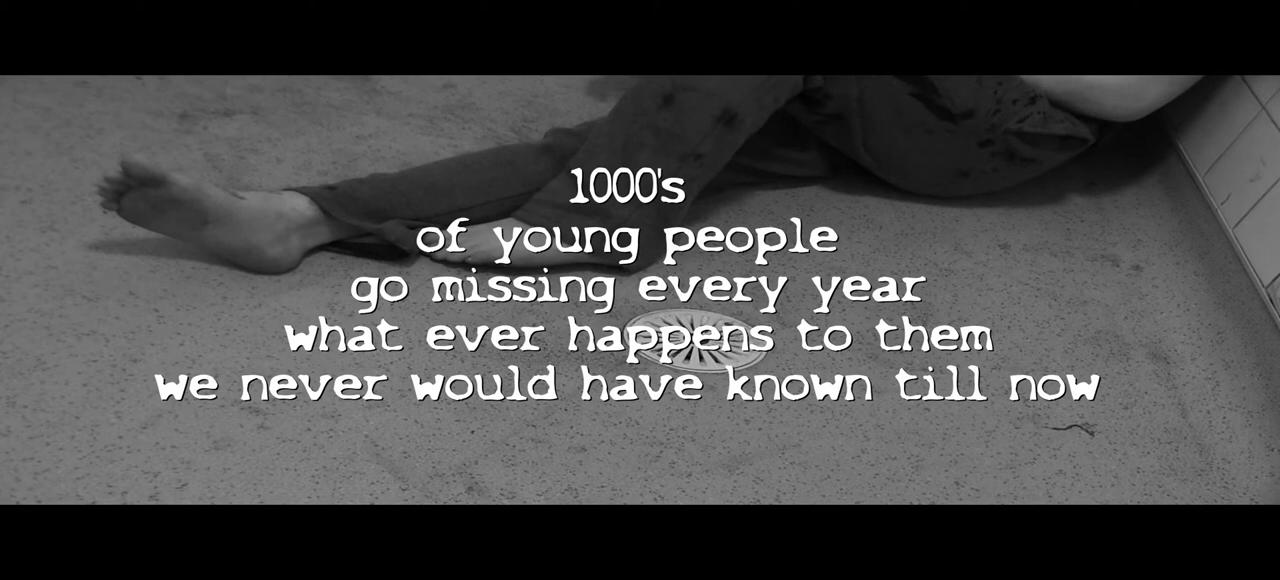 1000's
of young people
go missing every year
what ever happens to them
we never would have known till now